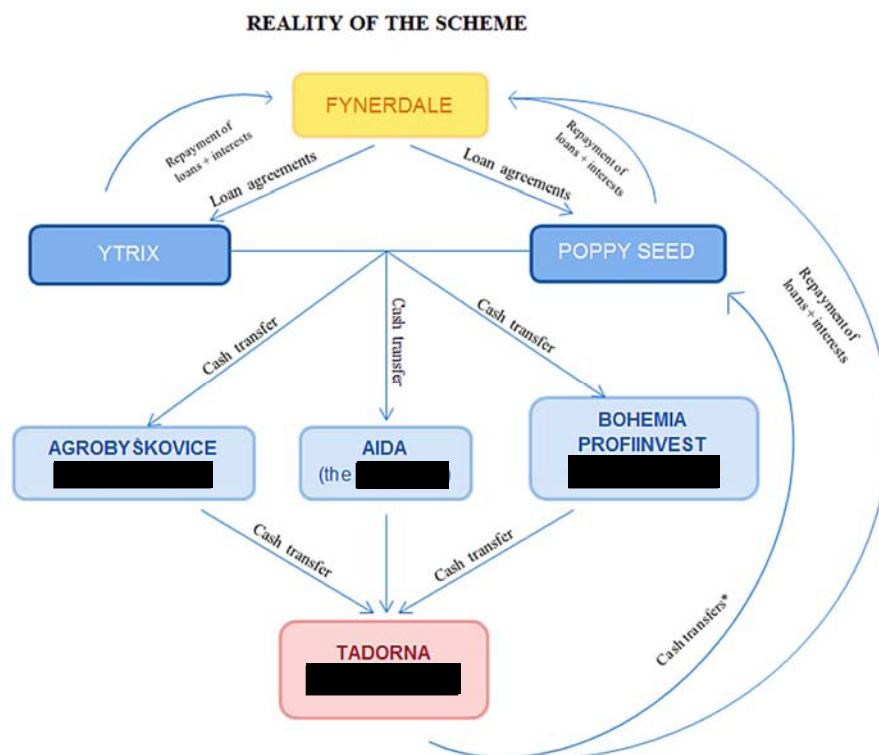 REALITY OF THE SCHEME
FYNERDALE
Repayment of
loans + interests
Loan agreements
Loan agreements
Repayment of
loans + interests
YTRIX
POPPY SEED
Cash transfer
Cash transfer
Cash transfer
Repayment of
loans + interests
AGROBYŠKOVICE
AIDA
(the )
BOHEMIA
PROFIINVEST
Cash transfer
Cash transfer
Cash transfers*
TADORNA